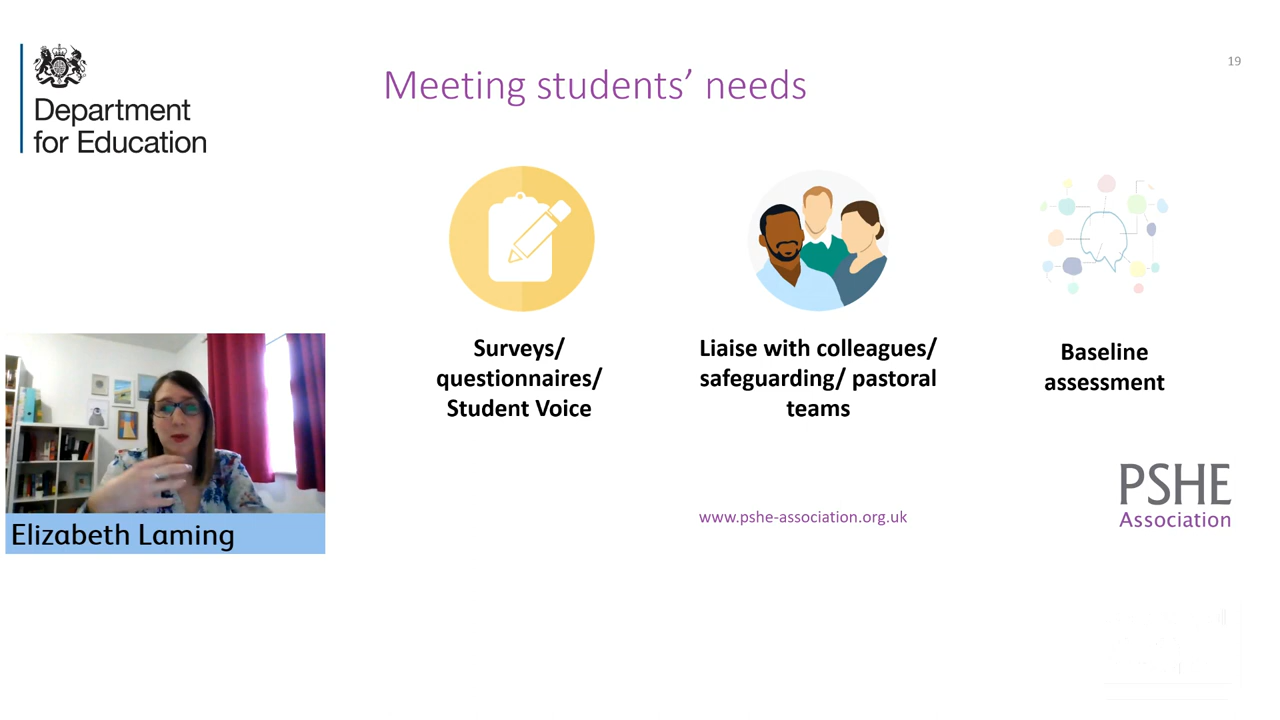 Department
for Education
Meeting students’ needs
19
Surveys/
questionnaires/
Student Voice
Liaise with colleagues/
safeguarding/ pastoral
teams
Baseline
assessment
Elizabeth Laming
www.pshe-association.org.uk
PSHE
Association